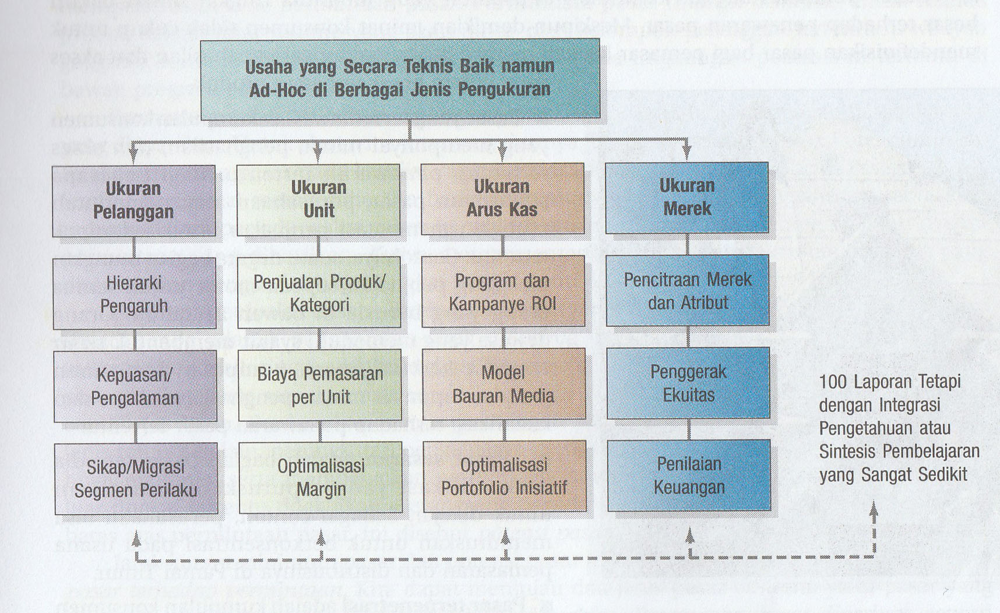 Usaha yang Secara Teknis Baik namun
Ad-Hoc di Berbagai Jenis Pengukuran
Ukuran
Pelanggan
Hierarki
Pengaruh
Kepuasan/
Pengalaman
Sikap/Migrasi
Segmen Perilaku
Ukuran
Unit
Penjualan Produk/
Kategori
Biaya Pemasaran
per Unit
Optimalisasi
Margin
Ukuran
Arus Kas
Program dan
Kampanye ROI
Model
Bauran Media
Optimalisasi
Portofolio Inisiatif
Ukuran
Merek
Pencitraan Merek
dan Atribut
Penggerak
Ekuitas
Penilaian
Keuangan
100 Laporan Tetapi
dengan Integrasi
Pengetahuan atau
Sintesis Pembelajaran
yang Sangat Sedikit